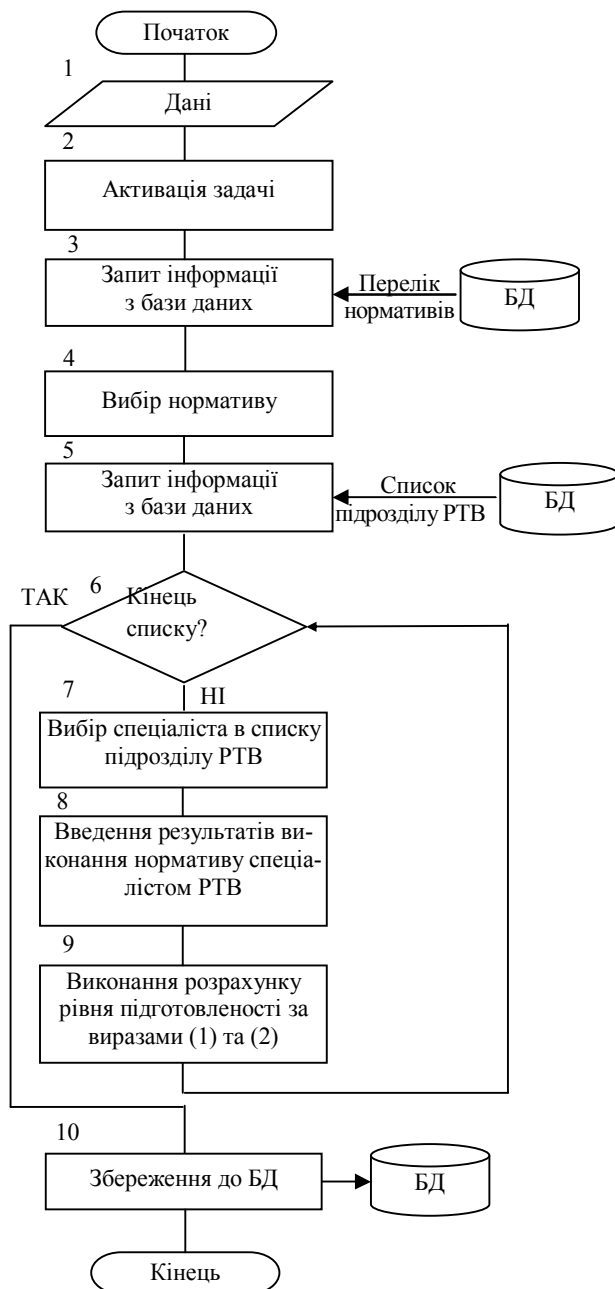 Початок
1
Дані
2
Активація задачі
3
Запит інформації
з бази даних
Перелік
нормативів
БД
4
Вибір нормативу
5
Запит інформації
з бази даних
Список
підрозділу РТВ
БД
6
ТАК
Кінець
списку?
7
НІ
Вибір спеціаліста в списку
підрозділу РТВ
8
Введення результатів ви-
конання нормативу спеціа-
лістом РТВ
9
Виконання розрахунку
рівня підготовленості за
виразами (1) та (2)
10
Збереження до БД
БД
Кінець